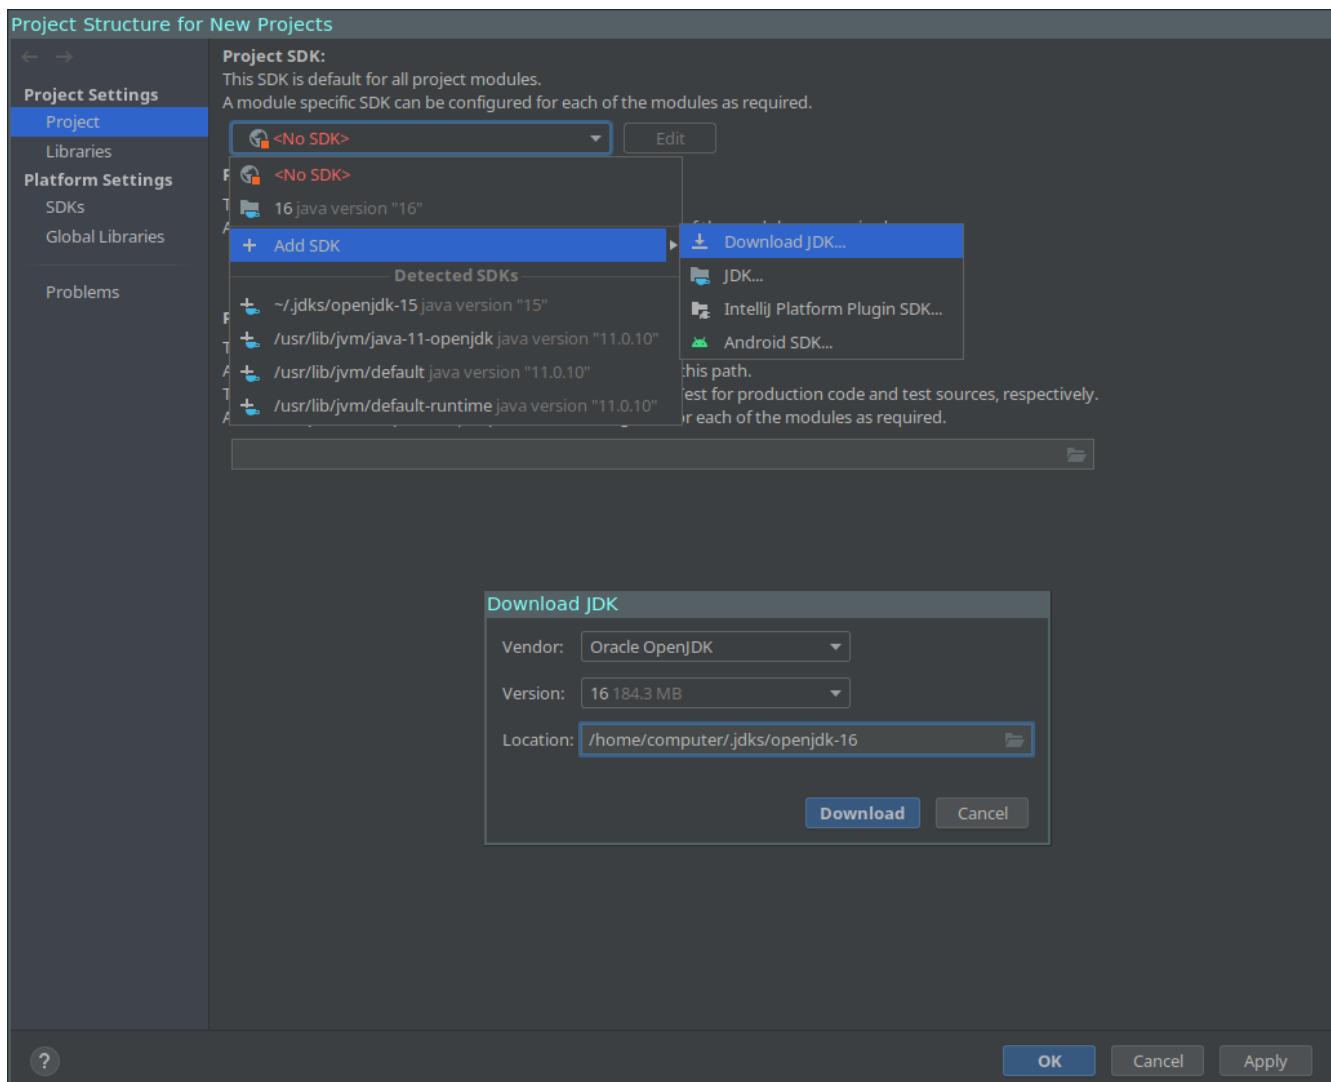 Project Structure for New Projects
Project Settings
Project
Libraries
Platform Settings
SDKs
Global Libraries
Problems
Project SDK:
This SDK is default for all project modules.
A module specific SDK can be configured for each of the modules as required.
<No SDK>
Edit
<No SDK>
16 java version "16"
Add SDK
Detected SDKs
~/.jdks/openjdk-15 java version "15"
/usr/lib/jvm/java-11-openjdk java version "11.0.10"
/usr/lib/jvm/default java version "11.0.10"
/usr/lib/jvm/default-runtime java version "11.0.10"
Download JDK...
JDK...
IntelliJ Platform Plugin SDK...
Android SDK...
this path.
est for production code and test sources, respectively.
r each of the modules as required.
Download JDK
Vendor: Oracle OpenJDK
Version: 16 184.3 MB
Location: /home/computer/.jdks/openjdk-16
Download Cancel
? OK Cancel Apply